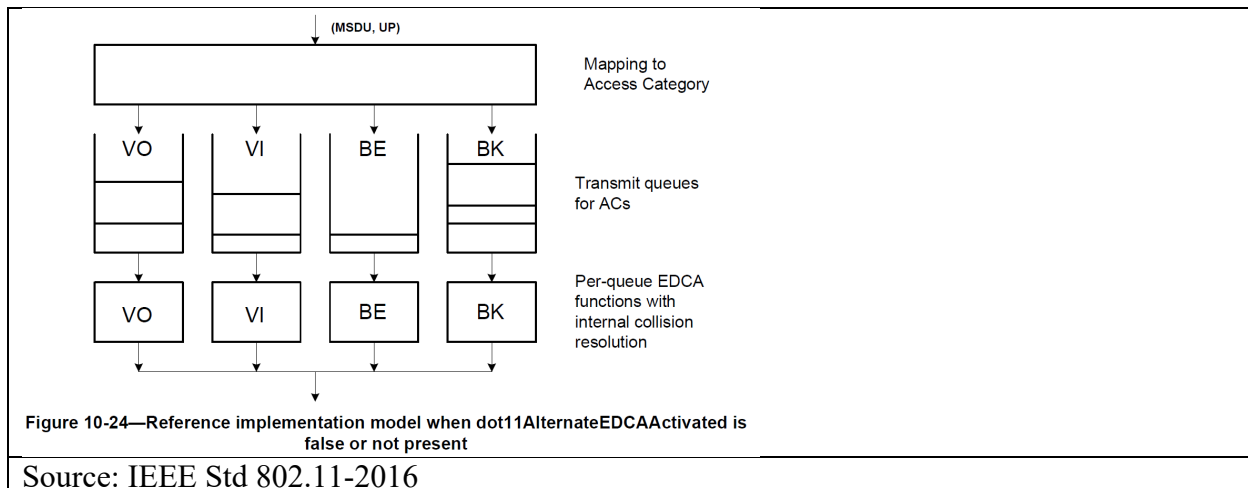 (MSDU, UP)
Mapping to
Access Category
VO VI BE BK
Transmit queues
for ACs
Per-queue EDCA
functions with
internal collision
resolution
VO VI BE BK
Figure 10-24—Reference implementation model when dot11AlternateEDCAActivated is
false or not present
Source: IEEE Std 802.11-2016